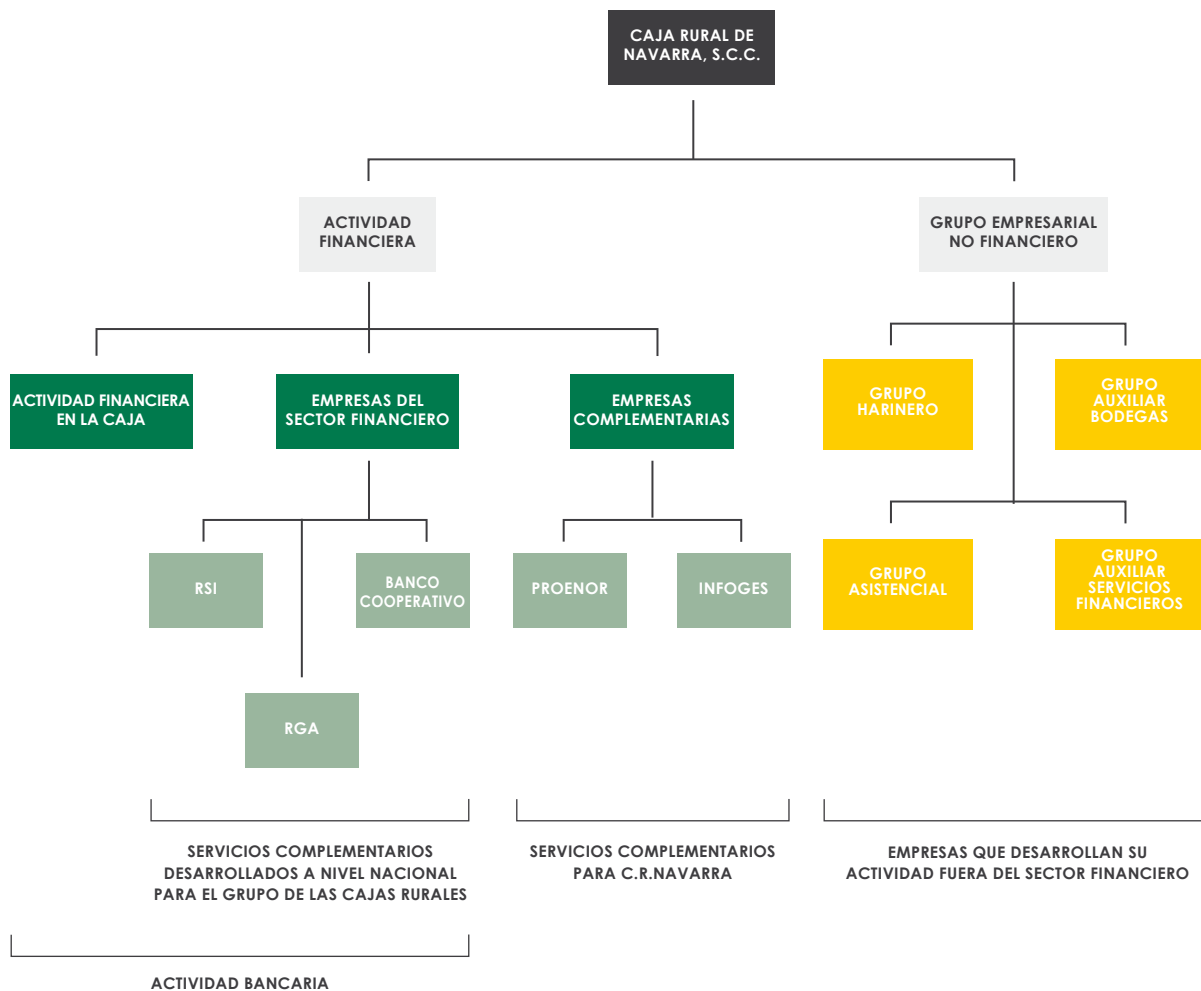 CAJA RURAL DE
NAVARRA, S.C.C.
ACTIVIDAD
FINANCIERA
GRUPO EMPRESARIAL
NO FINANCIERO
ACTIVIDAD FINANCIERA
EN LA CAJA
EMPRESAS DEL
SECTOR FINANCIERO
EMPRESAS
COMPLEMENTARIAS
GRUPO
HARINERO
GRUPO
AUXILIAR
BODEGAS
RSI
BANCO
COOPERATIVO
PROENOR
INFOGES
GRUPO
ASISTENCIAL
GRUPO
AUXILIAR
SERVICIOS
FINANCIEROS
RGA
SERVICIOS COMPLEMENTARIOS
DESARROLLADOS A NIVEL NACIONAL
PARA EL GRUPO DE LAS CAJAS RURALES
SERVICIOS COMPLEMENTARIOS
PARA C.R.NAVARRA
EMPRESAS QUE DESARROLLAN SU
ACTIVIDAD FUERA DEL SECTOR FINANCIERO
ACTIVIDAD BANCARIA